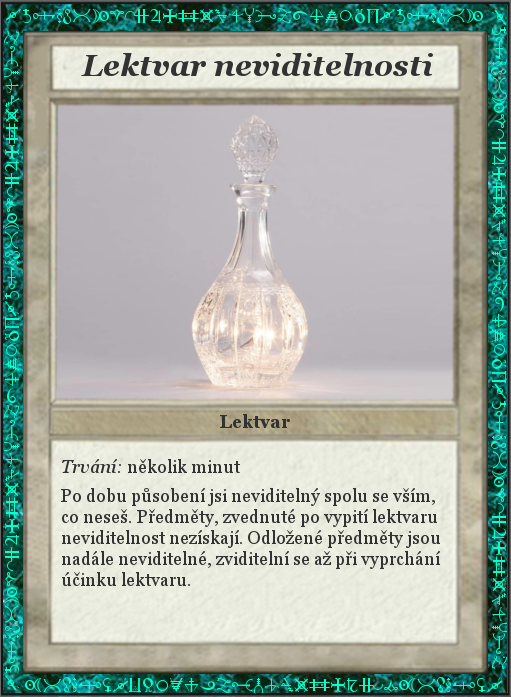 Lektvar neviditelnosti
Lektvar
Trvání: několik minut
Po dobu působení jsi neviditelný spolu se vším,
co neseš. Předměty, zvednuté po vypití lektvaru
neviditelnost nezískají. Odložené předměty jsou
nadále neviditelné, zviditelní se až při vyprchání
účinku lektvaru.